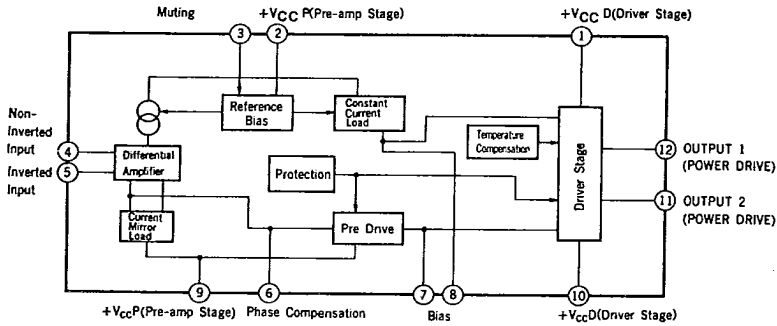 Muting
+VCC P(Pre-amp Stage)
+VCC D(Driver Stage)
3
2
1
Reference
Bias
Constant
Current
Load
Non-
Inverted
Input
4
Inverted
Input
5
Differential
Amplifier
Temperature
Compensation
Driver Stage
12
OUTPUT 1
(POWER DRIVE)
Protection
11
OUTPUT 2
(POWER DRIVE)
Current
Mirror
Load
Pre Drive
9
6
7
8
10
+VCCP(Pre-amp Stage)
Phase Compensation
Bias
+VCCD(Driver Stage)